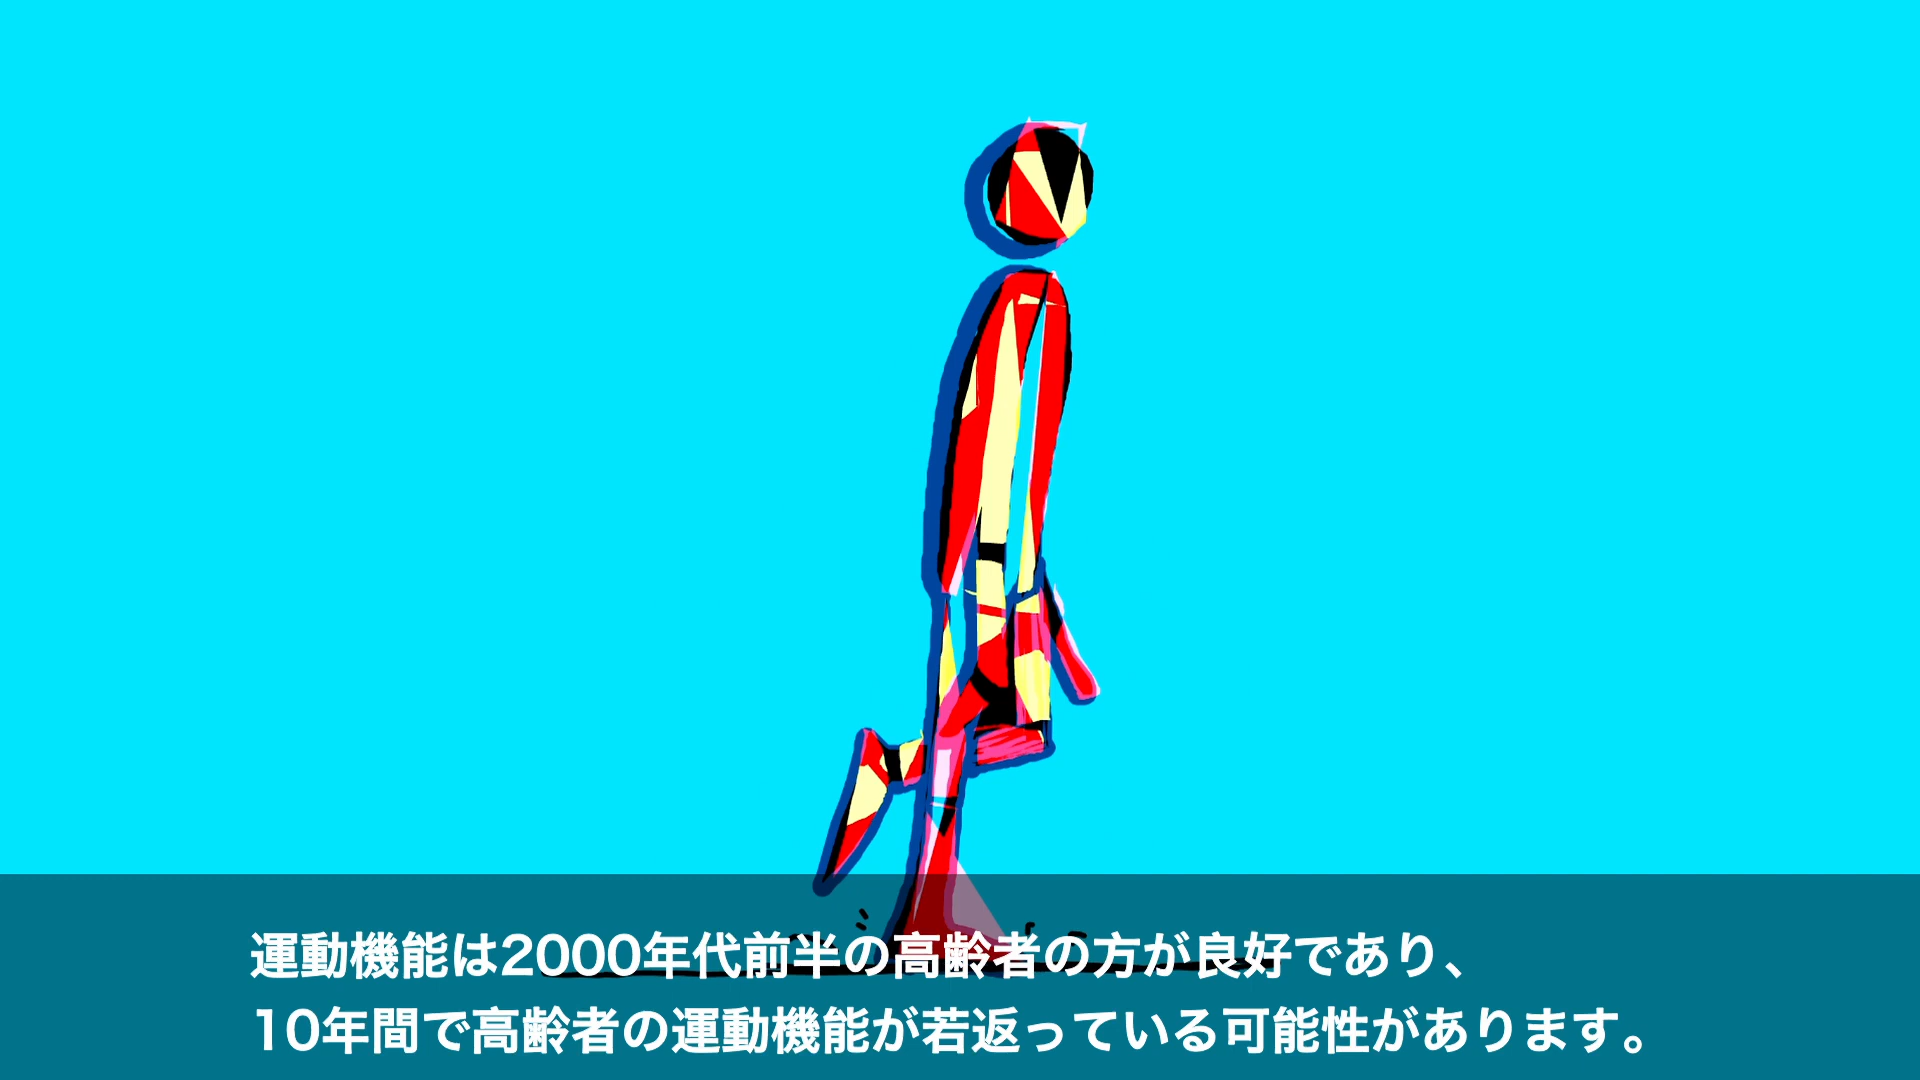 運動機能は2000年代前半の高齢者の方が良好であり、
10年間で高齢者の運動機能が若返っている可能性があります。